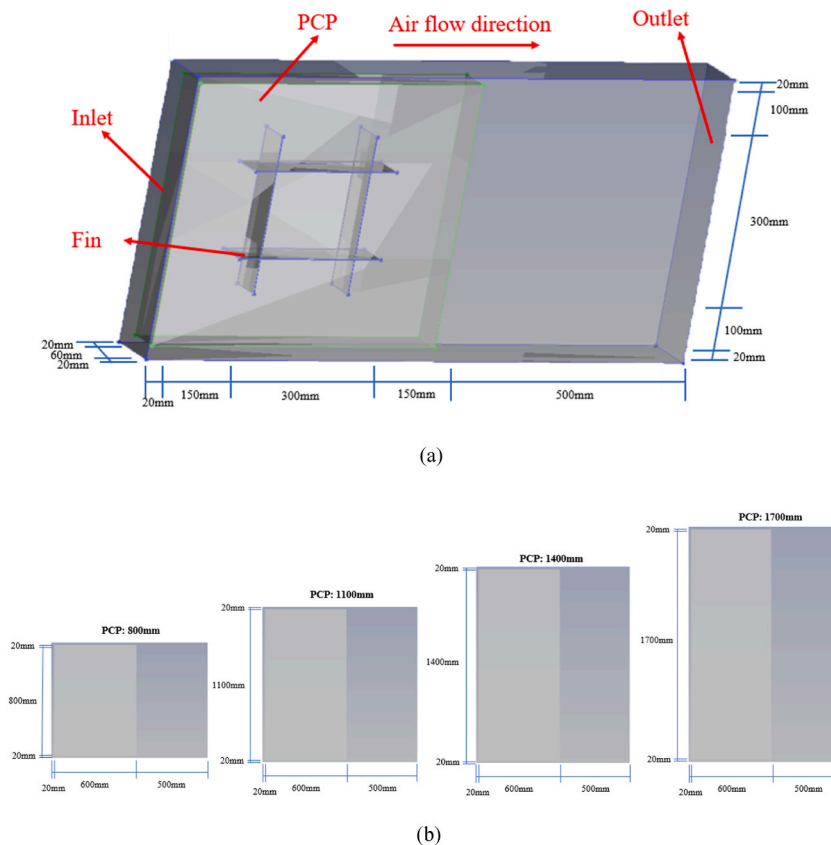 PCP
Air flow direction
Outlet
Inlet
Fin
20mm
100mm
300mm
100mm
20mm
20mm
60mm
20mm
20mm
150mm
300mm
150mm
500mm
(a)
PCP: 800mm
20mm
800mm
20mm
20mm
600mm
500mm
PCP: 1100mm
20mm
1100mm
20mm
20mm
600mm
500mm
PCP: 1400mm
20mm
1400mm
20mm
20mm
600mm
500mm
PCP: 1700mm
20mm
1700mm
20mm
20mm
600mm
500mm
(b)